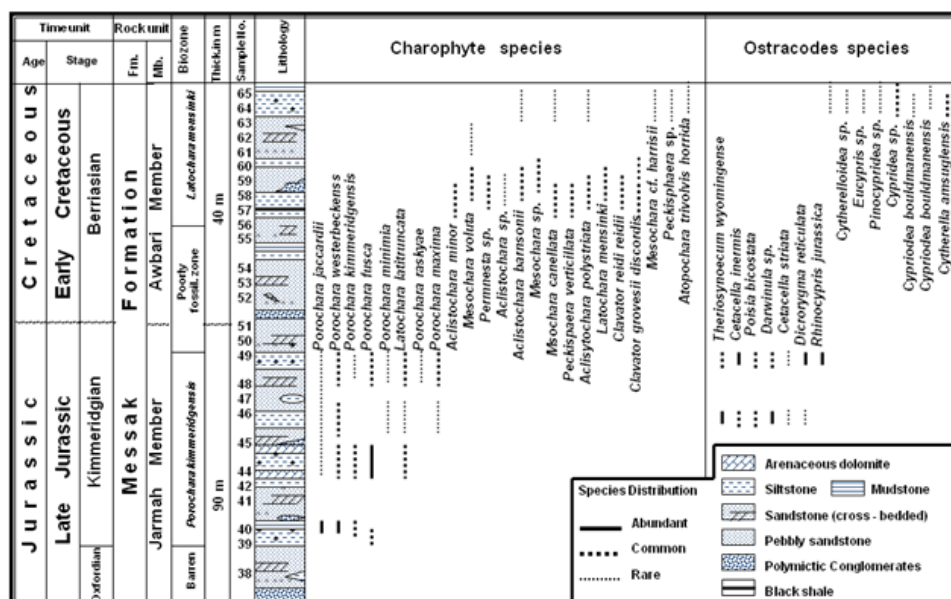 Time unit
Rock unit
Age
Stage
Fm.
Mb.
Biozone
Thick.in m
Sample No.
Lithology
Charophyte species
Ostracodes species
Cretaceous
Early Cretaceous
Berriasian
Jurassic
Late Jurassic
Kimmeridgian
Oxfordian
Messak Formation
Awbari Member
Jarmah Member
Latochara mensinki
Poorly fossil. zone
Porochara kimmeridgensis
Barren
40 m
90 m
65
64
63
62
61
60
59
58
57
56
55
54
53
52
51
50
49
48
47
46
45
44
42
41
40
39
38
Porochara jaccardii
Porochara westerbeckenss
Porochara kimmeridgensis
Porochara fusca
Porochara minima
Latochara latitruncata
Porochara raskyae
Porochara maxima
Aclistochara minor
Mesochara voluta
Permnesta sp.
Aclistochara sp.
Aclistochara barnsonii
Mesochara sp.
Msochara canellata
Peckispaera verticillata
Aclisytochara polystriata
Latochara mensinki
Clavator reidi reidii
Clavator grovesii discordis
Mesochara cf. harrisii
Peckisphaera sp.
Atopochara trivolvis horrida
Theriosynoecum wyomingense
Cetacella inermis
Poisia bicostata
Darwinula sp.
Cetacella striata
Dicrorygma reticulata
Rhinocypris jurassica
Cytherelloidea sp.
Eucypris sp.
Pinocypridea sp.
Cypridea sp.
Cypriodea bouldmanensis
Cypriodea bouldmanensis
Cytherella amsuglensis
Species Distribution
Abundant
Common
Rare
Arenaceous dolomite
Siltstone
Mudstone
Sandstone (cross - bedded)
Pebbly sandstone
Polymictic Conglomerates
Black shale